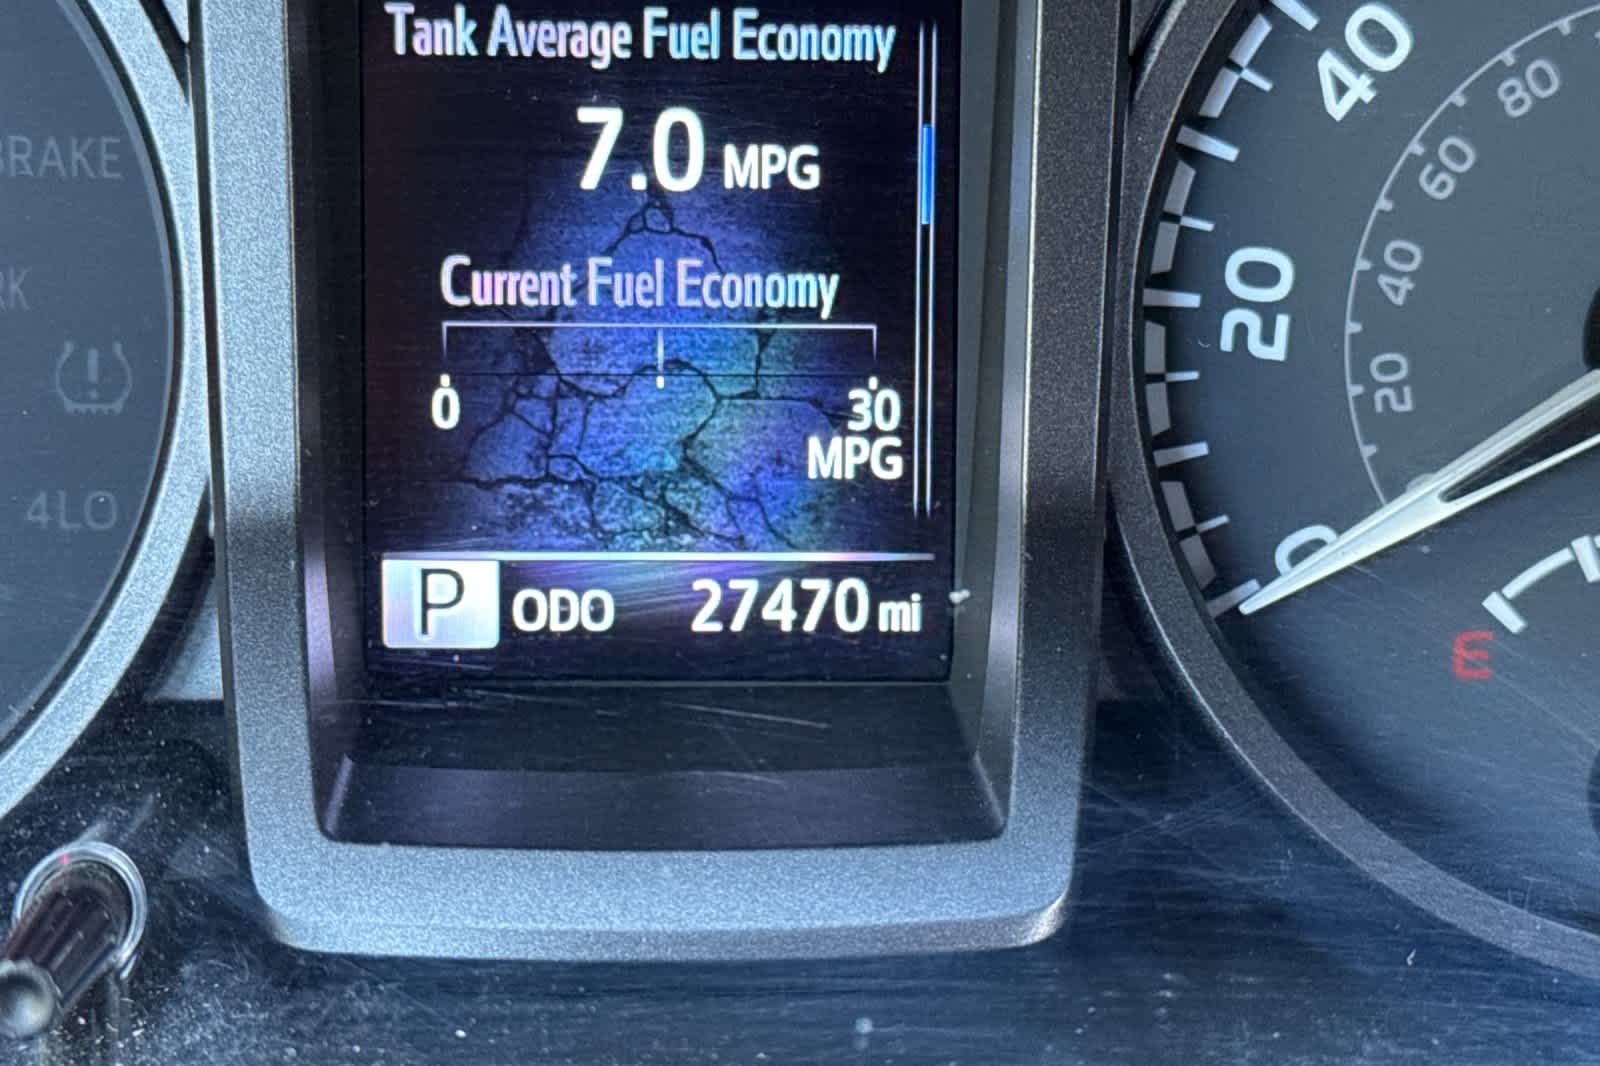 Tank Average Fuel Economy
7.0 MPG
Current Fuel Economy
0
30
MPG
P ODO 27470 mi
BRAKE
4LO
40
20
0
80
60
40
20
E